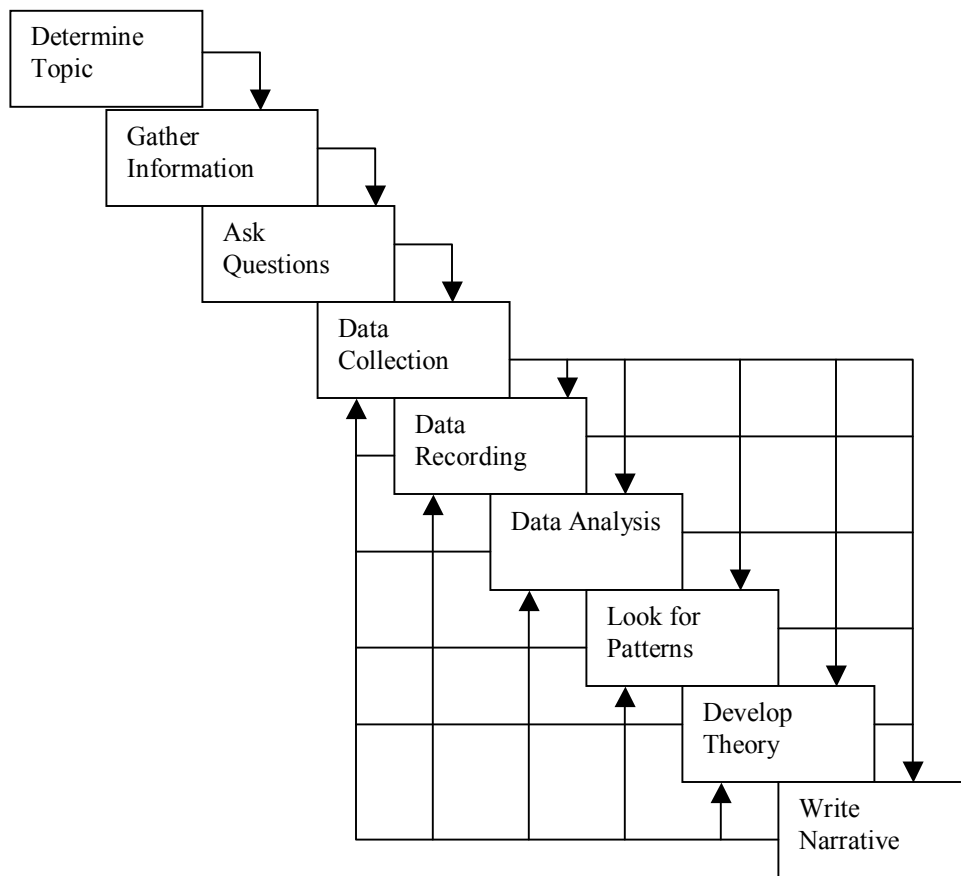 Determine
Topic
Gather
Information
Ask
Questions
Data
Collection
Data
Recording
Data Analysis
Look for
Patterns
Develop
Theory
Write
Narrative